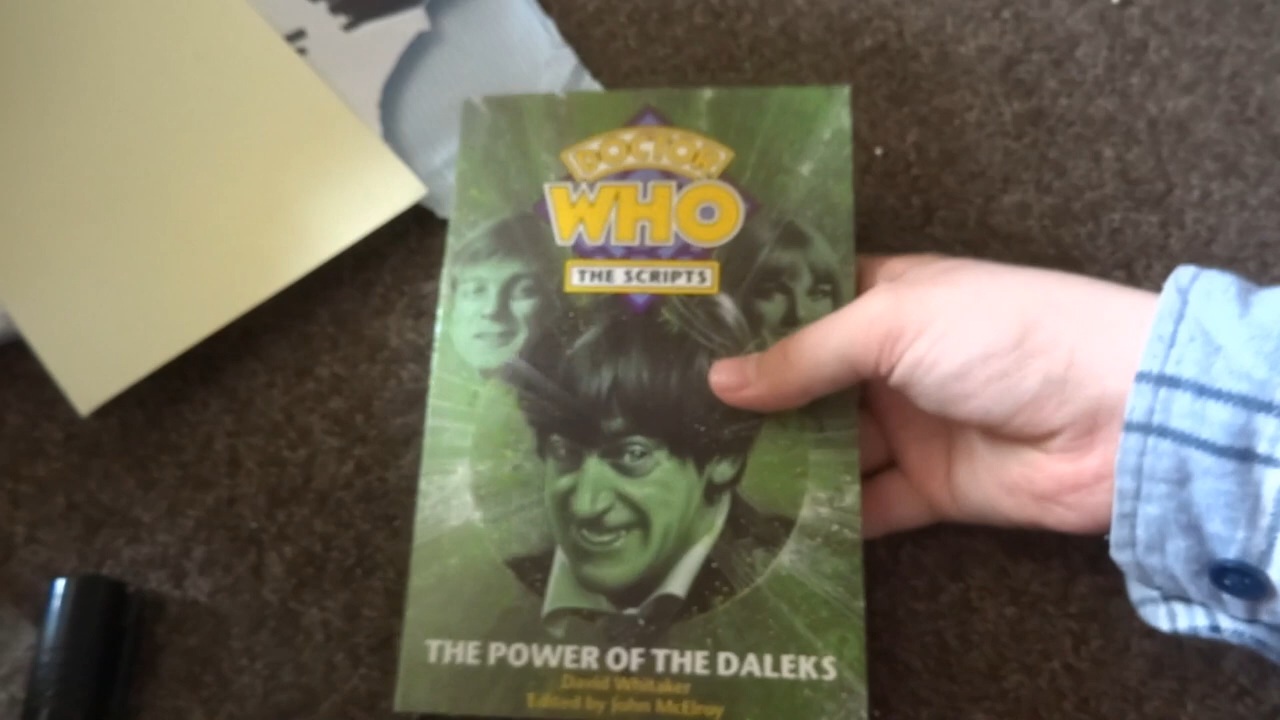 DOCTOR
WHO
THE SCRIPTS
THE POWER OF THE DALEKS
David Whitaker
Edited by John McElroy